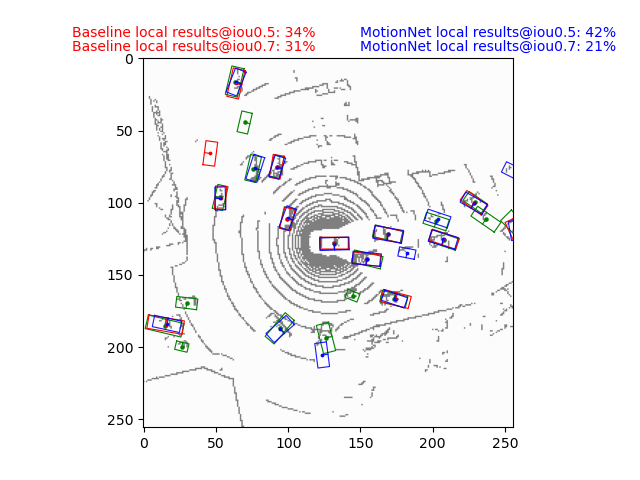 Baseline local results@iou0.5: 34%
MotionNet local results@iou0.5: 42%
Baseline local results@iou0.7: 31%
MotionNet local results@iou0.7: 21%
0
50
100
150
200
250
0 50 100 150 200 250